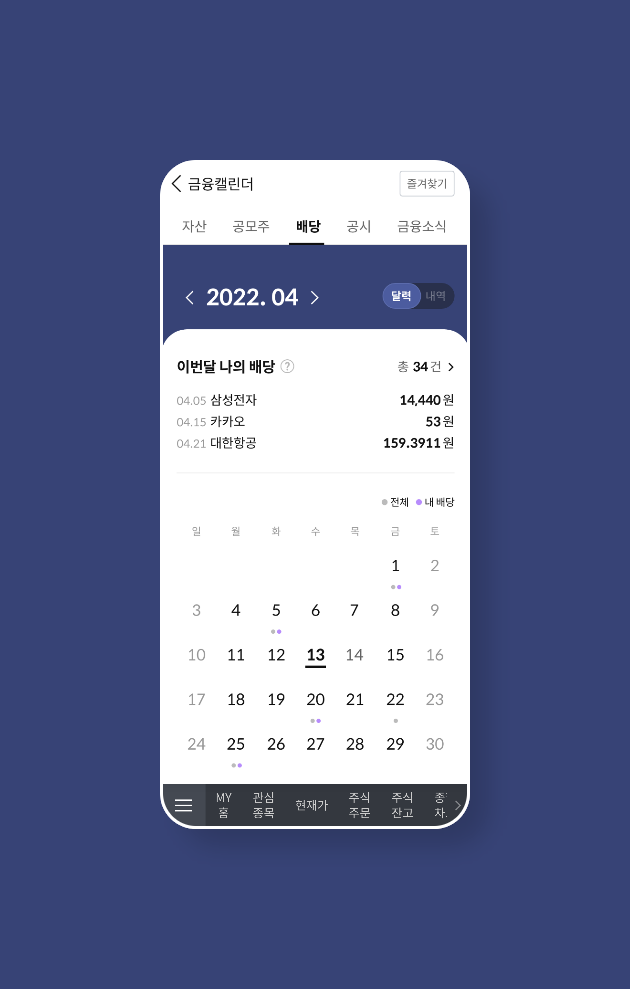 금융캘린더 즐겨찾기
자산 공모주 배당 공시 금융소식
2022. 04 달력 내역
이번달 나의 배당 ? 총 34 건
04.05 삼성전자 14,440 원
04.15 카카오 53 원
04.21 대한항공 159.3911 원
전체 내 배당
일 월 화 수 목 금 토
1 2
3 4 5 6 7 8 9
10 11 12 13 14 15 16
17 18 19 20 21 22 23
24 25 26 27 28 29 30
MY 홈
관심 종목
현재가
주식 주문
주식 잔고